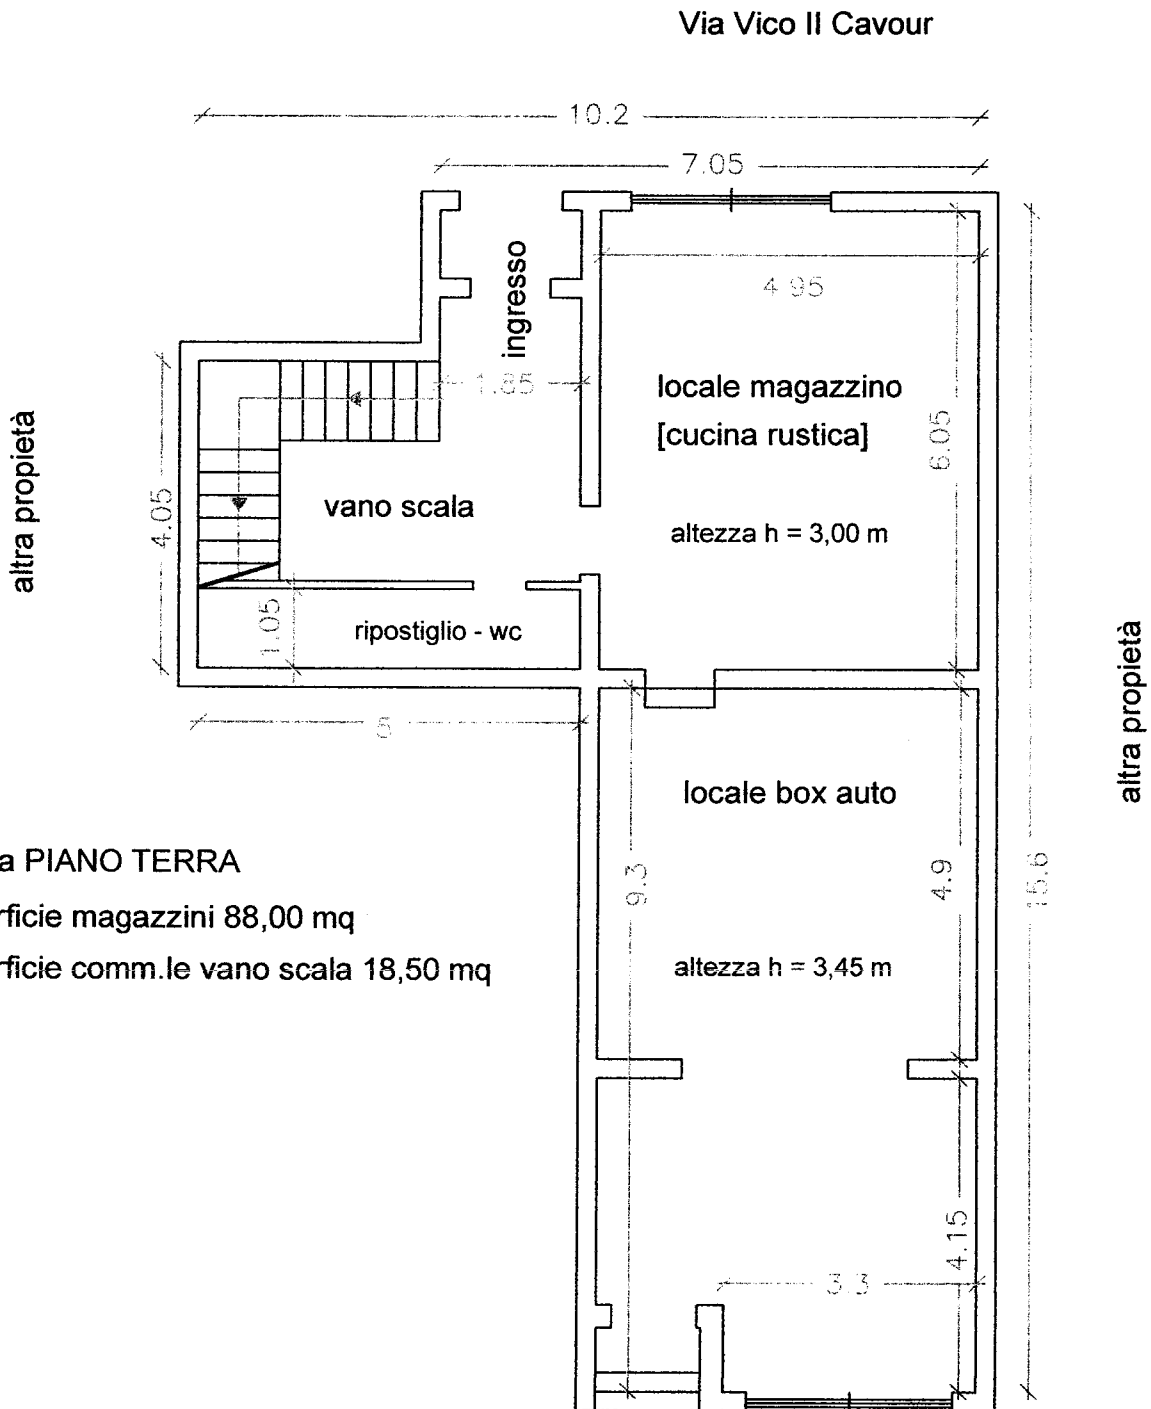 Via Vico II Cavour
10.2
7.05
ingresso
4.95
1.85
locale magazzino
[cucina rustica]
6.05
altra propietà
4.05
vano scala
altezza h = 3,00 m
1.05
ripostiglio - wc
altra propietà
5
locale box auto
a PIANO TERRA
9.3
4.9
15.6
rficie magazzini 88,00 mq
rficie comm.le vano scala 18,50 mq
altezza h = 3,45 m
4.15
3.3